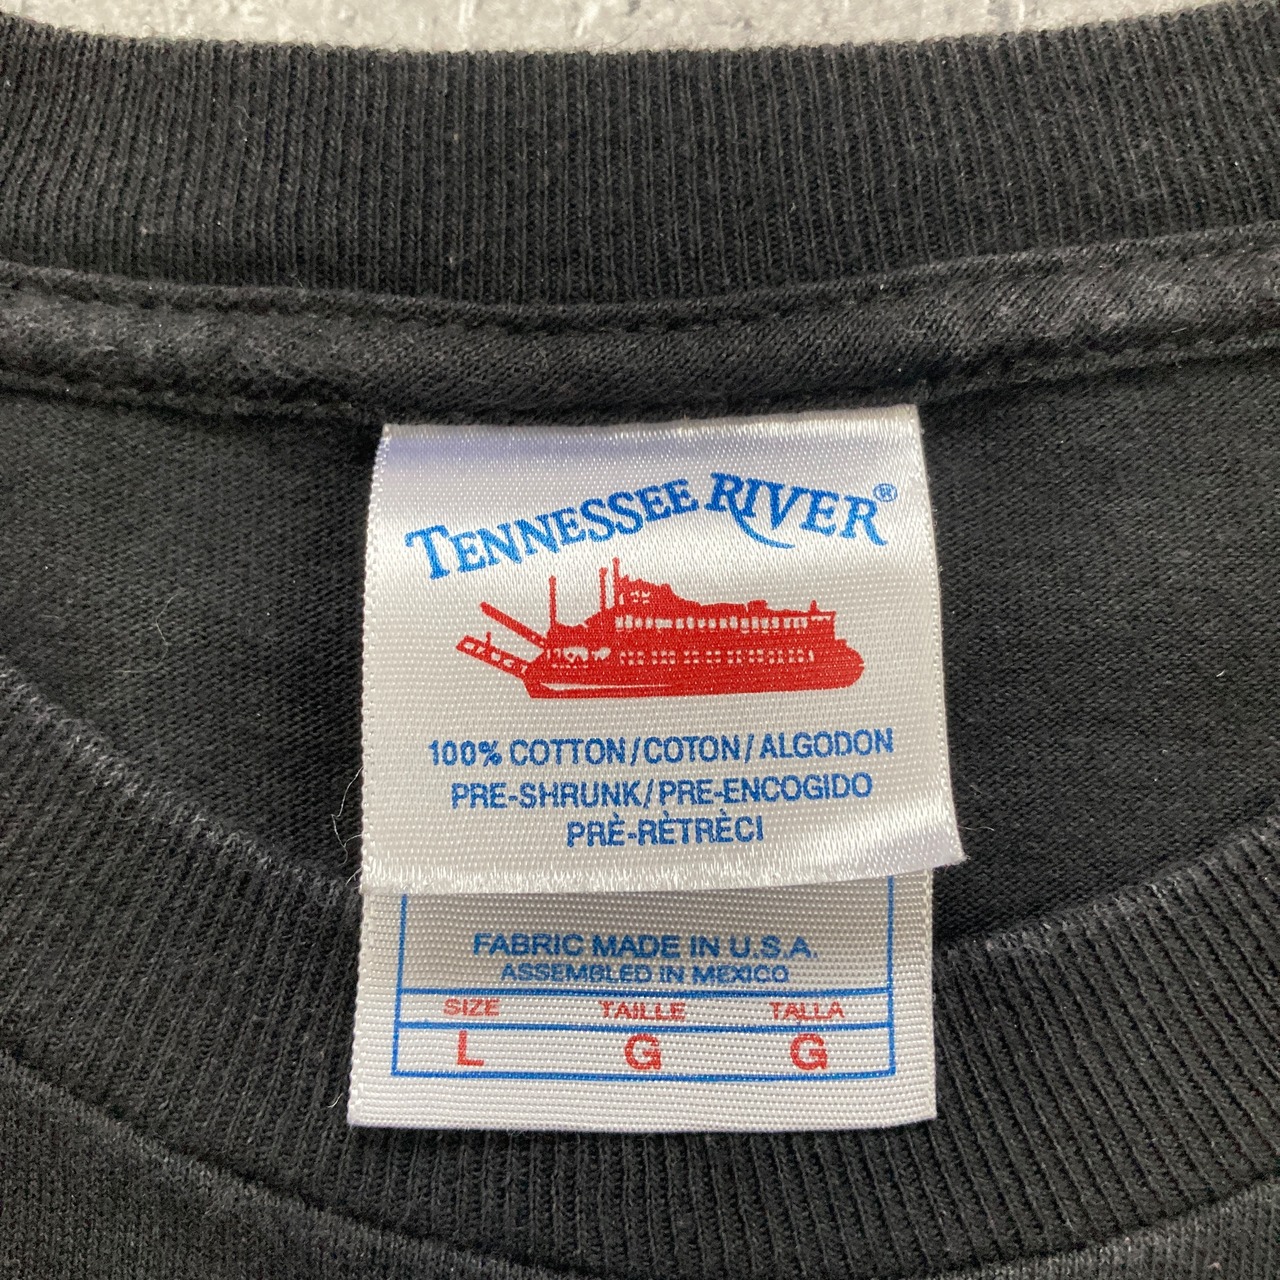 TENNESSEE RIVER®
100% COTTON/COTON/ALGODON
PRE-SHRUNK/PRE-ENCOGIDO
PRÈ-RÈTRÈCI
FABRIC MADE IN U.S.A.
ASSEMBLED IN MEXICO
SIZE TAILLE TALLA
L G G